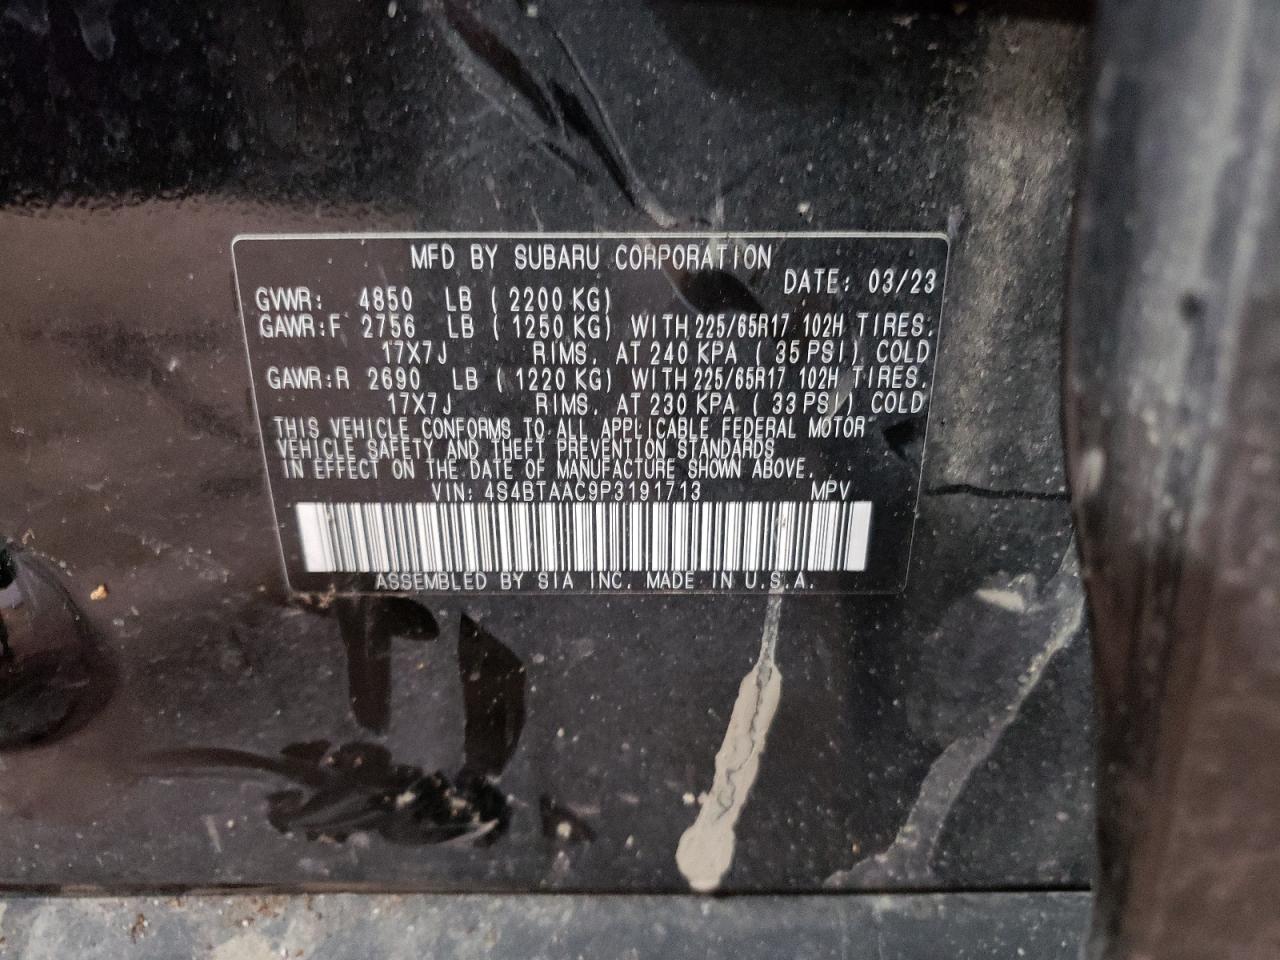 MFD BY SUBARU CORPORATION
DATE: 03/23
GVWR: 4850 LB (2200 KG)
GAWR:F 2756 LB (1250 KG) WITH 225/65R17 102H TIRES.
17X7J RIMS. AT 240 KPA (35 PSI) COLD
GAWR:R 2690 LB (1220 KG) WITH 225/65R17 102H TIRES.
17X7J RIMS. AT 230 KPA (33 PSI) COLD
THIS VEHICLE CONFORMS TO ALL APPLICABLE FEDERAL MOTOR
VEHICLE SAFETY AND THEFT PREVENTION STANDARDS
IN EFFECT ON THE DATE OF MANUFACTURE SHOWN ABOVE.
VIN: 4S4BTAAC9P3191713 MPV
ASSEMBLED BY SIA INC. MADE IN U.S.A.